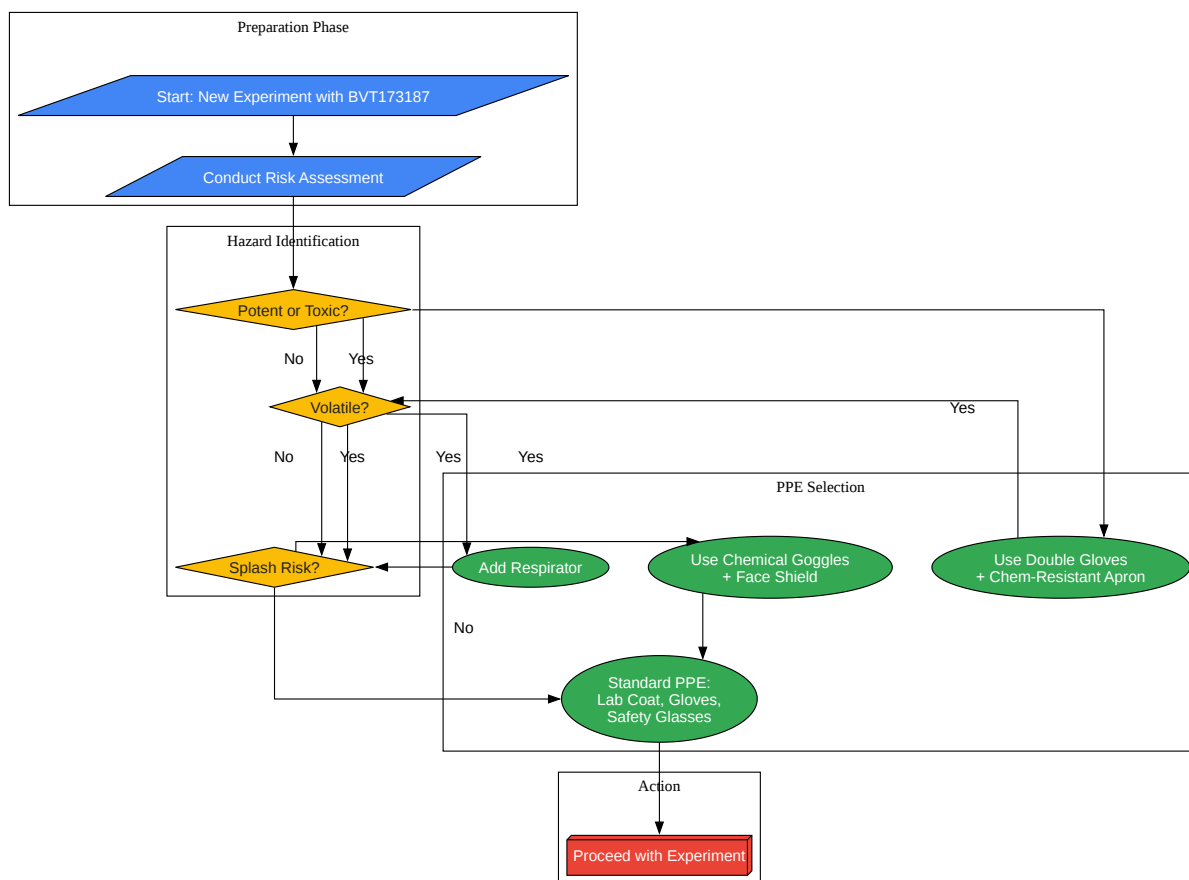 Preparation Phase
Start: New Experiment with BVT173187
Conduct Risk Assessment
Hazard Identification
Potent or Toxic?
No
Yes
Volatile?
Yes
No
Yes
Yes
Yes
PPE Selection
Splash Risk?
Add Respirator
Use Chemical Goggles
+ Face Shield
Use Double Gloves
+ Chem-Resistant Apron
No
Standard PPE:
Lab Coat, Gloves,
Safety Glasses
Action
Proceed with Experiment